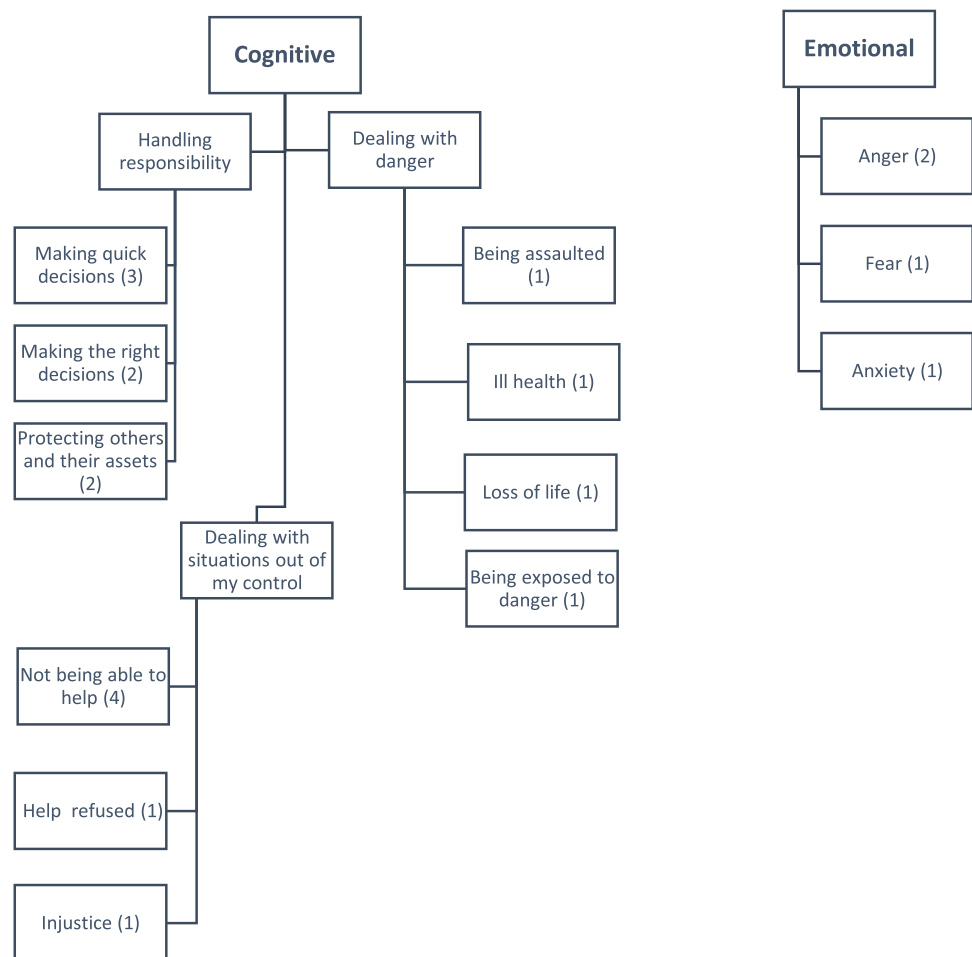 Cognitive
Handling
responsibility
Making quick
decisions (3)
Making the right
decisions (2)
Protecting others
and their assets
(2)
Dealing with
danger
Being assaulted
(1)
Ill health (1)
Loss of life (1)
Being exposed to
danger (1)
Dealing with
situations out of
my control
Not being able to
help (4)
Help  refused (1)
Injustice (1)
Emotional
Anger (2)
Fear (1)
Anxiety (1)